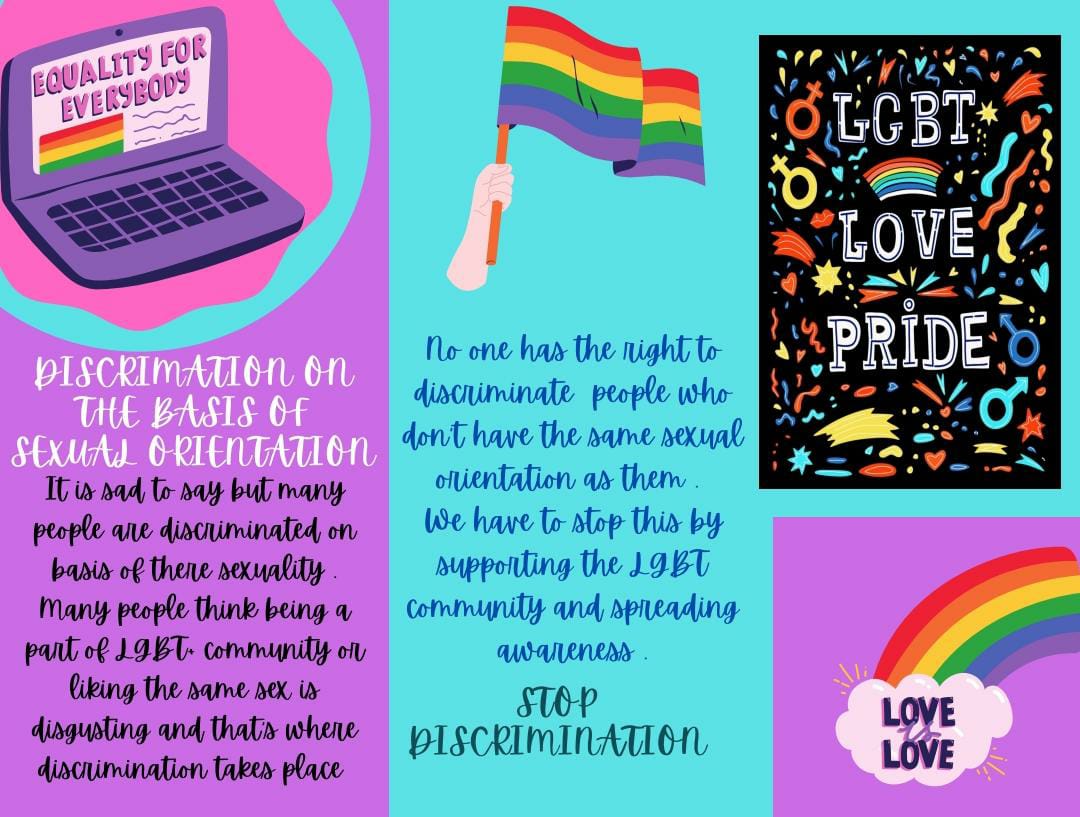 EQUALITY FOR
EVERYBODY
DISCRIMATION ON
THE BASIS OF
SEXUAL ORIENTATION
It is sad to say but many
people are discriminated on
basis of there sexuality .
Many people think being a
part of LGBT+ community or
liking the same sex is
disgusting and that's where
discrimination takes place
No one has the right to
discriminate people who
don't have the same sexual
orientation as them .
We have to stop this by
supporting the LGBT
community and spreading
awareness .
STOP
DISCRIMINATION
LGBT
LOVE
PRIDE
LOVE
is
LOVE